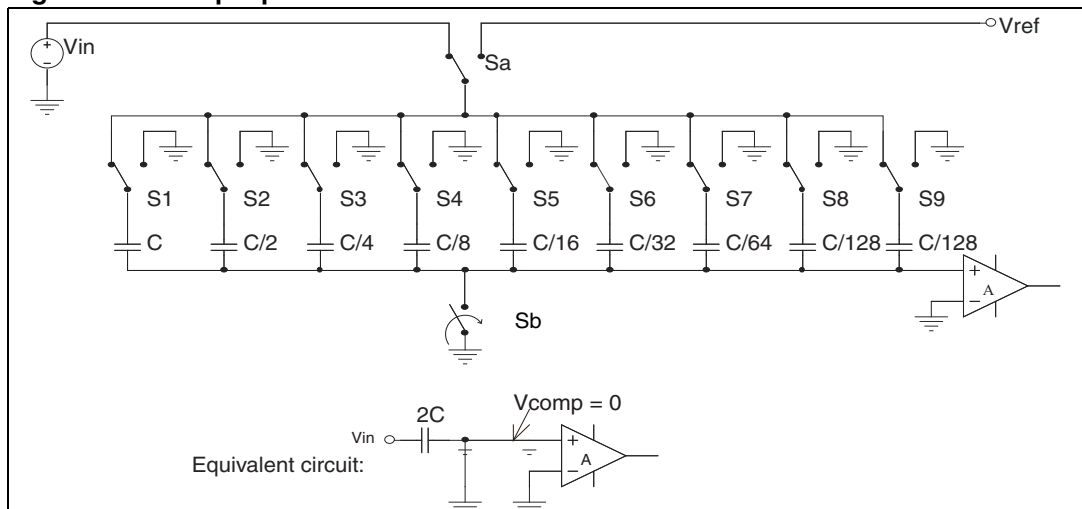 Vin
Sa
Vref
S1 S2 S3 S4 S5 S6 S7 S8 S9
C C/2 C/4 C/8 C/16 C/32 C/64 C/128 C/128
+
A
−
Sb
Vcomp = 0
2C
Vin
+
A
−
Equivalent circuit: